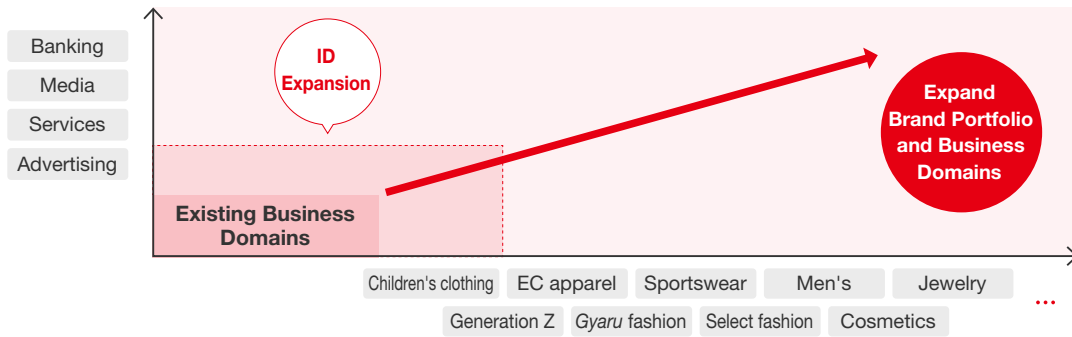 Banking
Media
Services
Advertising
ID
Expansion
Expand
Brand Portfolio
and Business
Domains
Existing Business
Domains
Children's clothing
EC apparel
Sportswear
Men's
Jewelry
...
Generation Z
Gyaru fashion
Select fashion
Cosmetics